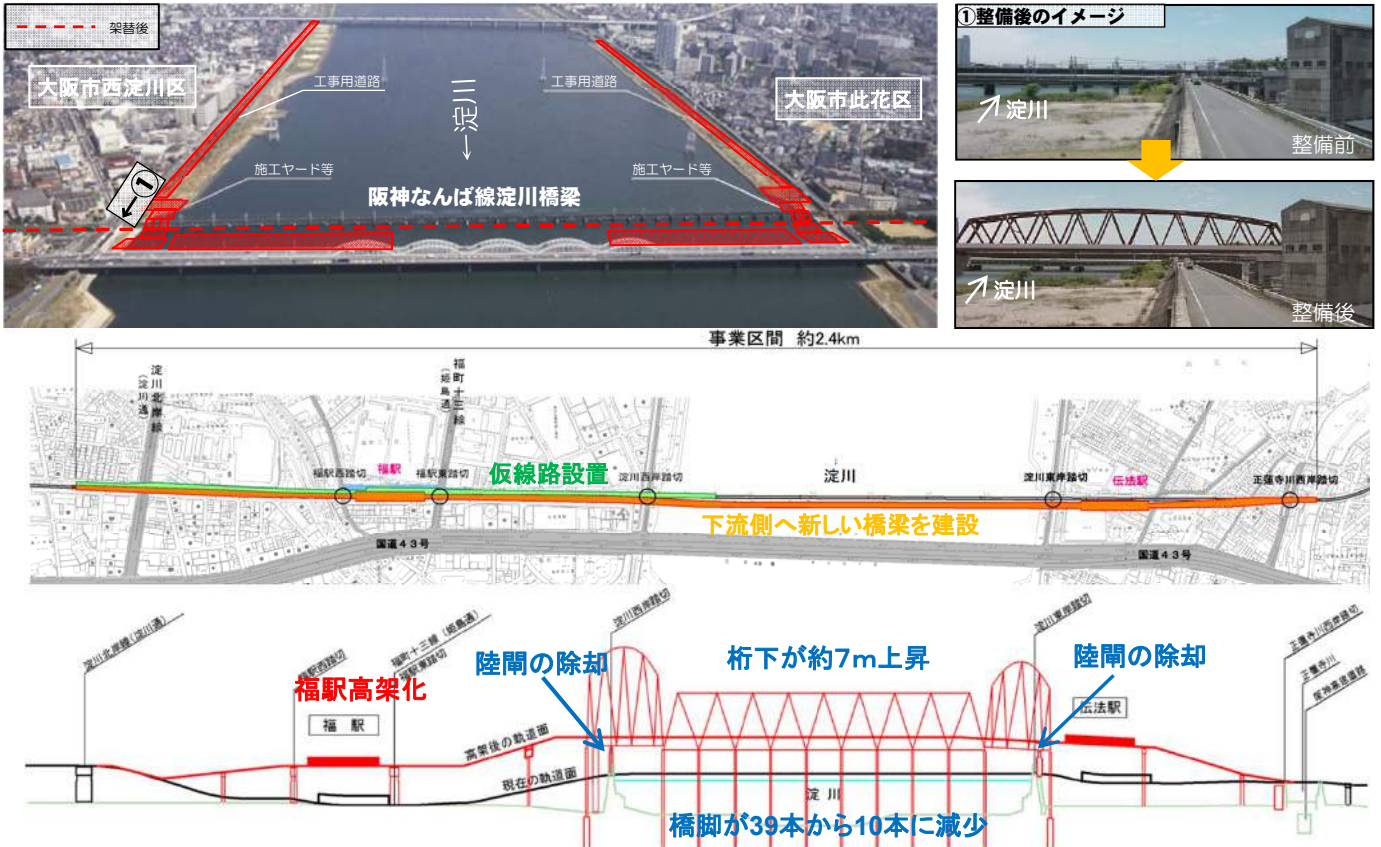 架替後
大阪市西淀川区
工事用道路
←淀川
工事用道路
大阪市此花区
施工ヤード等
施工ヤード等
①
阪神なんば線淀川橋梁
①整備後のイメージ
淀川
整備前
淀川
整備後
事業区間 約2.4km
淀川北岸線
(淀川通)
福町十三線
(姫島通)
福駅西踏切
福駅
福駅東踏切
仮線路設置
淀川西岸踏切
淀川
淀川東岸踏切
伝法駅
正蓮寺川西岸踏切
下流側へ新しい橋梁を建設
国道43号
国道43号
淀川北岸線(淀川通)
福駅西踏切
福町十三線(姫島通)
福駅東踏切
淀川西岸踏切
淀川東岸踏切
正蓮寺川西岸踏切
正蓮寺川
阪神高速道路
陸閘の除却
桁下が約7m上昇
陸閘の除却
福駅高架化
福駅
伝法駅
高架後の軌道面
現在の軌道面
淀川
橋脚が39本から10本に減少